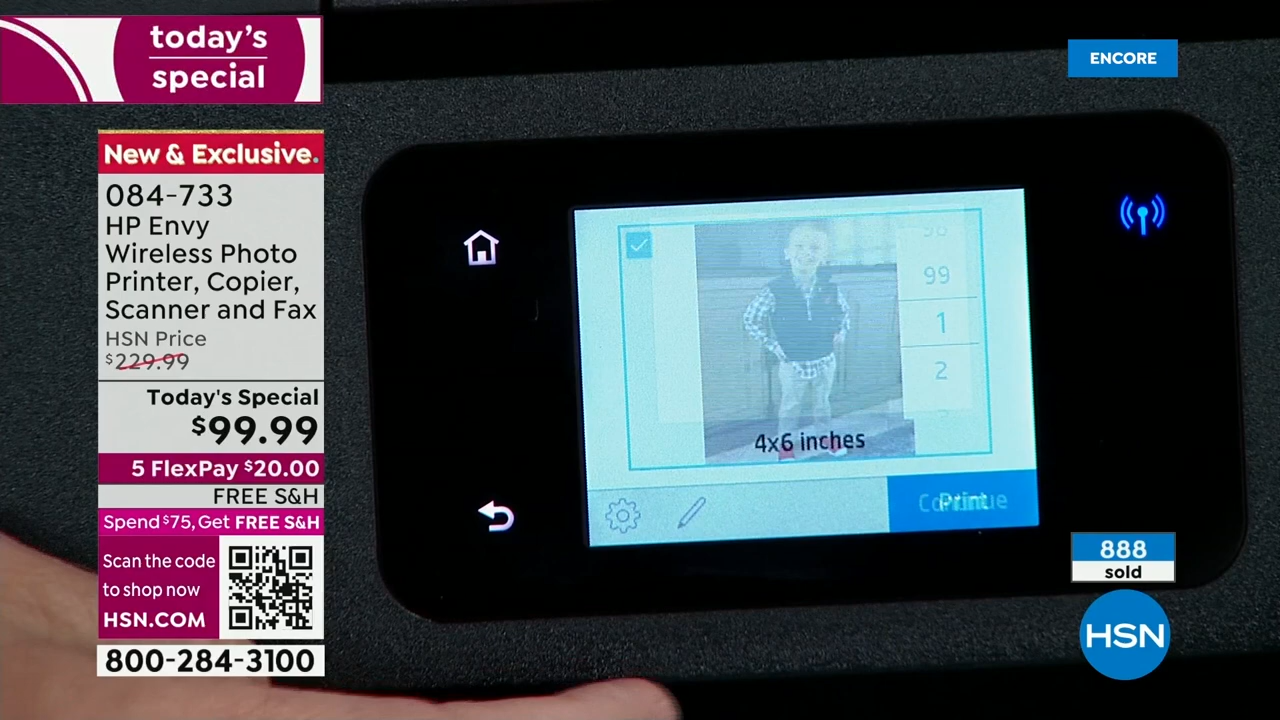 today's
special
ENCORE
New & Exclusive.
084-733
HP Envy
Wireless Photo
Printer, Copier,
Scanner and Fax
HSN Price
$229.99
Today's Special
$99.99
5 FlexPay $20.00
FREE S&H
Spend $75, Get FREE S&H
Scan the code
to shop now
HSN.COM
800-284-3100
99
1
2
4x6 inches
Print
888
sold
HSN